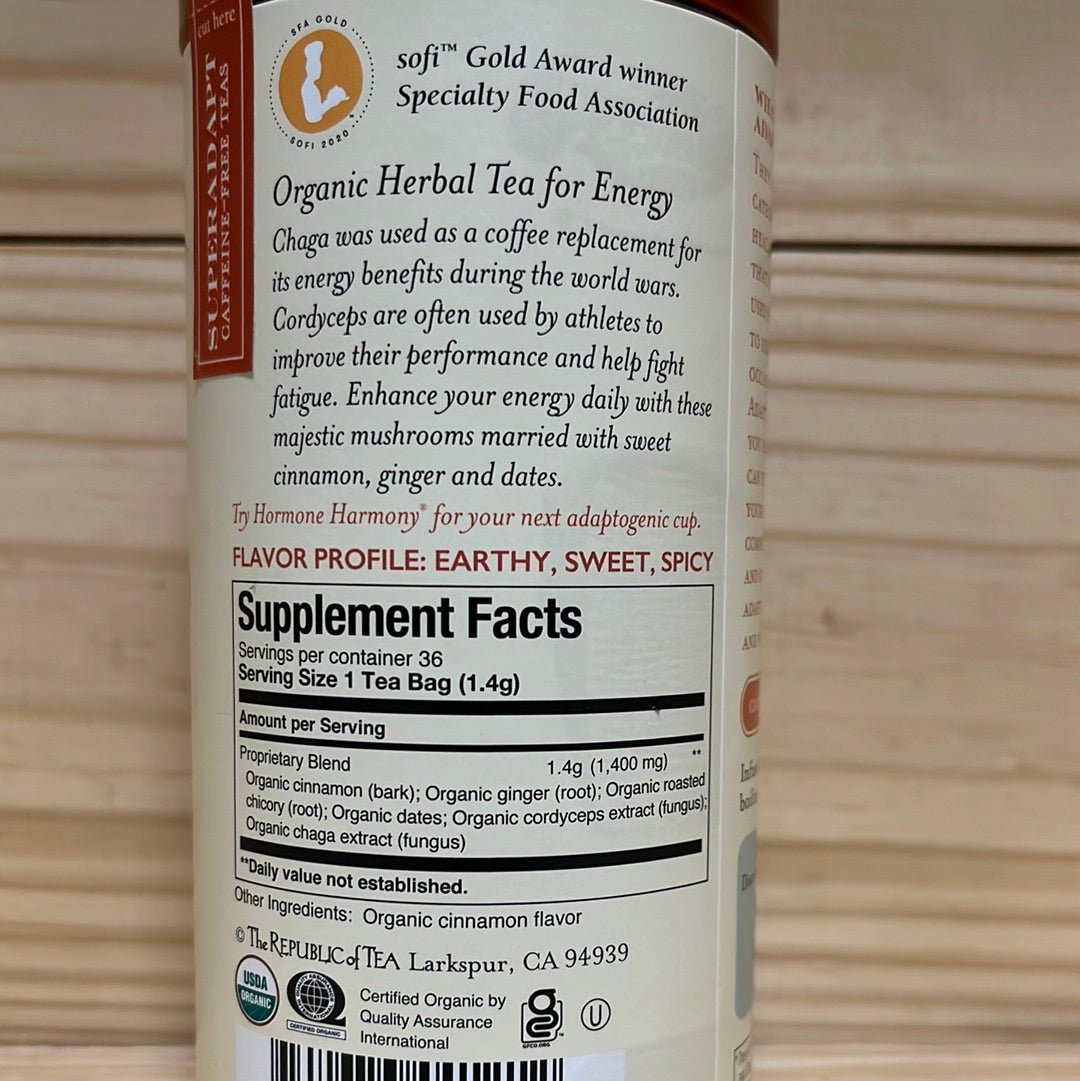 cut here
SUPERADAPT
CAFFEINE-FREE TEAS
SFA GOLD
SOFI 2020
sofi™ Gold Award winner
Specialty Food Association
Organic Herbal Tea for Energy
Chaga was used as a coffee replacement for
its energy benefits during the world wars.
Cordyceps are often used by athletes to
improve their performance and help fight
fatigue. Enhance your energy daily with these
majestic mushrooms married with sweet
cinnamon, ginger and dates.
Try Hormone Harmony® for your next adaptogenic cup.
FLAVOR PROFILE: EARTHY, SWEET, SPICY
Supplement Facts
Servings per container 36
Serving Size 1 Tea Bag (1.4g)
Amount per Serving
Proprietary Blend 1.4g (1,400 mg) **
Organic cinnamon (bark); Organic ginger (root); Organic roasted
chicory (root); Organic dates; Organic cordyceps extract (fungus);
Organic chaga extract (fungus)
**Daily value not established.
Other Ingredients: Organic cinnamon flavor
© The REPUBLIC of TEA Larkspur, CA 94939
USDA
ORGANIC
QUALITY ASSURANCE
INTERNATIONAL
CERTIFIED ORGANIC
Certified Organic by
Quality Assurance
International
GFCO.ORG
U